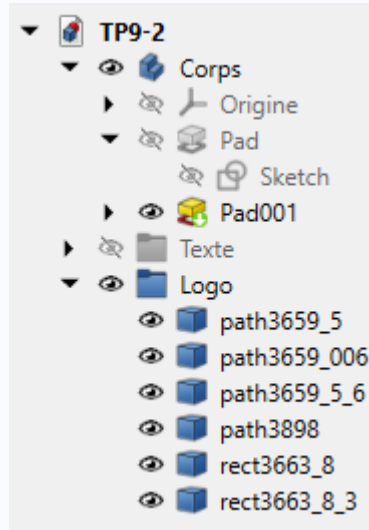 TP9-2
Corps
Origine
Pad
Sketch
Pad001
Texte
Logo
path3659_5
path3659_006
path3659_5_6
path3898
rect3663_8
rect3663_8_3